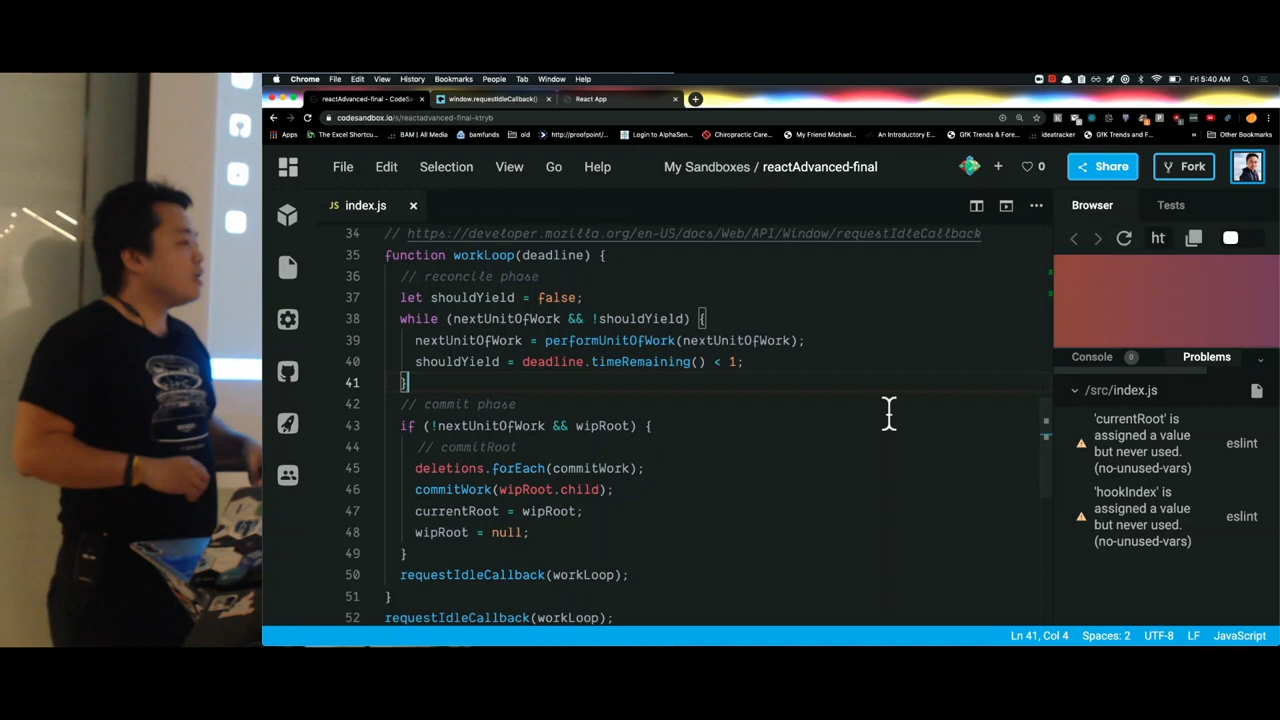 Chrome File Edit View History Bookmarks People Tab Window Help
Fri 5:40 AM
reactAdvanced-final - CodeSa
window.requestIdleCallback()
React App
codesandbox.io/s/reactadvanced-final-ktryb
Apps The Excel Shortcu... BAM | All Media bamfunds old http://proofpoint/ Login to AlphaSen... Chiropractic Care... My Friend Michael... An Introductory E... GfK Trends & Fore... ideatracker GfK Trends and F... » Other Bookmarks
File Edit Selection View Go Help
My Sandboxes / reactAdvanced-final
0
Share
Fork
JS index.js
Browser Tests
34 // https://developer.mozilla.org/en-US/docs/Web/API/Window/requestIdleCallback
ht
35 function workLoop(deadline) {
36 // reconcile phase
37 let shouldYield = false;
38 while (nextUnitOfWork && !shouldYield) {
39 nextUnitOfWork = performUnitOfWork(nextUnitOfWork);
40 shouldYield = deadline.timeRemaining() < 1;
41 }
42 // commit phase
43 if (!nextUnitOfWork && wipRoot) {
44 // commitRoot
45 deletions.forEach(commitWork);
46 commitWork(wipRoot.child);
47 currentRoot = wipRoot;
48 wipRoot = null;
49 }
50 requestIdleCallback(workLoop);
51 }
52 requestIdleCallback(workLoop);
Console 0 Problems
/src/index.js
'currentRoot' is
assigned a value
but never used.
(no-unused-vars)
eslint
'hookIndex' is
assigned a value
but never used.
(no-unused-vars)
eslint
Ln 41, Col 4 Spaces: 2 UTF-8 LF JavaScript